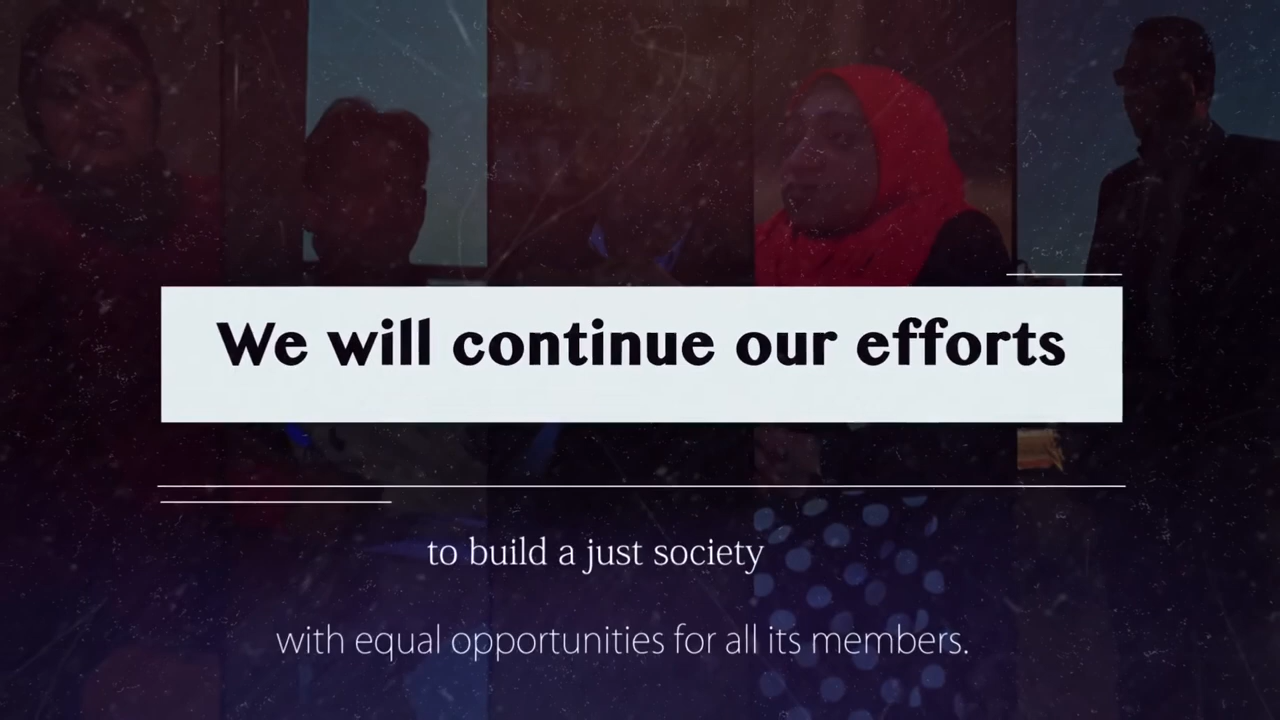 We will continue our efforts
to build a just society
with equal opportunities for all its members.